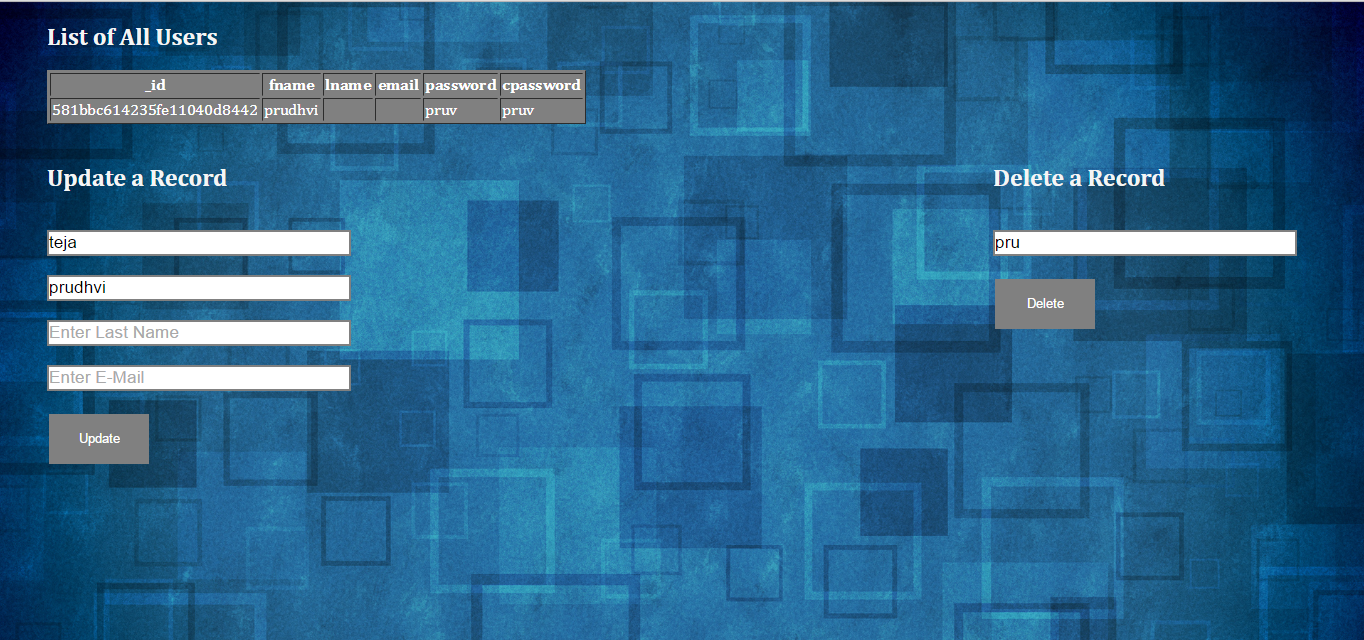 List of All Users
_id fname lname email password cpassword
581bbc614235fe11040d8442 prudhvi pruv pruv
Update a Record
Delete a Record
teja
pru
prudhvi
Delete
Enter Last Name
Enter E-Mail
Update